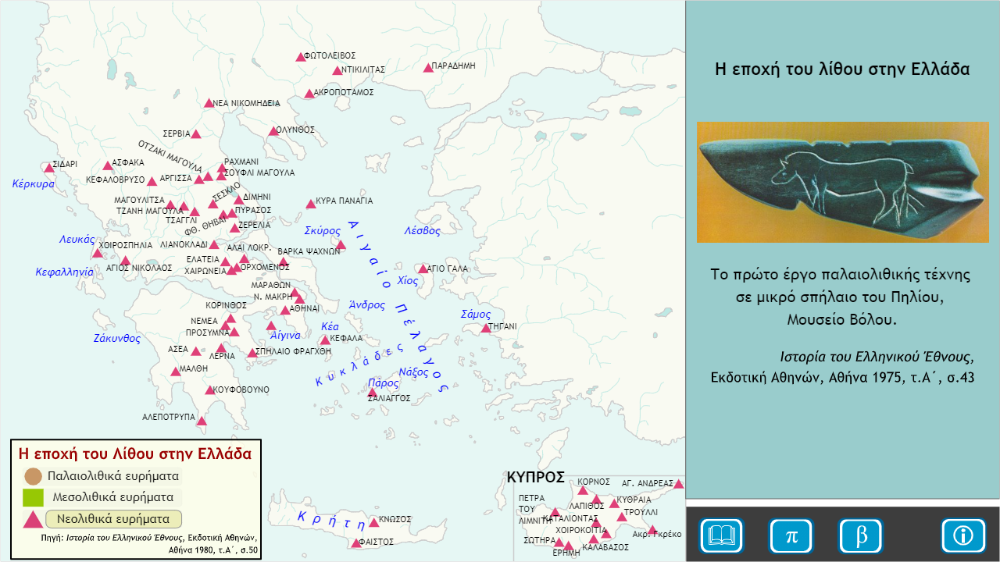 ΦΩΤΟΛΕΙΒΟΣ
ΝΤΙΚΙΛΙΤΑΣ
ΠΑΡΑΔΗΜΗ
ΑΚΡΟΠΟΤΑΜΟΣ
ΝΕΑ ΝΙΚΟΜΗΔΕΙΑ
ΟΛΥΝΘΟΣ
ΣΕΡΒΙΑ
ΟΤΖΑΚΙ ΜΑΓΟΥΛΑ
ΣΙΔΑΡΙ
ΑΣΦΑΚΑ
ΡΑΧΜΑΝΙ
ΣΟΥΦΛΙ ΜΑΓΟΥΛΑ
Κέρκυρα
ΚΕΦΑΛΟΒΡΥΣΟ
ΑΡΓΙΣΣΑ
ΣΕΣΚΛΟ
ΔΙΜΗΝΙ
ΜΑΓΟΥΛΙΤΣΑ
ΚΥΡΑ ΠΑΝΑΓΙΑ
ΤΖΑΝΗ ΜΑΓΟΥΛΑ
ΠΥΡΑΣΟΣ
ΤΣΑΓΓΛΙ
ΦΘ. ΘΗΒΑΙ
ΖΕΡΕΛΙΑ
Σκύρος
Αιγαίο Πέλαγος
Λέσβος
Λευκάς
ΧΟΙΡΟΣΠΗΛΙΑ
ΛΙΑΝΟΚΛΑΔΙ
ΑΛΑΙ ΛΟΚΡ.
ΒΑΡΚΑ ΨΑΧΝΩΝ
ΕΛΑΤΕΙΑ
ΑΓΙΟΣ ΝΙΚΟΛΑΟΣ
ΟΡΧΟΜΕΝΟΣ
ΑΓΙΟ ΓΑΛΑ
Κεφαλληνία
ΧΑΙΡΩΝΕΙΑ
Χίος
ΜΑΡΑΘΩΝ
Ν. ΜΑΚΡΗ
ΚΟΡΙΝΘΟΣ
ΑΘΗΝΑΙ
Άνδρος
Σάμος
ΝΕΜΕΑ
ΤΗΓΑΝΙ
ΠΡΟΣΥΜΝΑ
Αίγινα
Κέα
ΚΕΦΑΛΑ
Ζάκυνθος
ΑΣΕΑ
ΛΕΡΝΑ
ΣΠΗΛΑΙΟ ΦΡΑΓΧΘΗ
Κυκλάδες
ΜΑΛΘΗ
Νάξος
Πάρος
ΚΟΥΦΟΒΟΥΝΟ
ΣΑΛΙΑΓΓΟΣ
ΑΛΕΠΟΤΡΥΠΑ
Κρήτη
ΚΝΩΣΟΣ
ΦΑΙΣΤΟΣ
ΚΥΠΡΟΣ
ΚΟΡΝΟΣ
ΑΓ. ΑΝΔΡΕΑΣ
ΠΕΤΡΑ
ΤΟΥ
ΛΙΜΝΙΤΗ
ΛΑΠΙΘΟΣ
ΚΥΘΡΑΙΑ
ΤΡΟΥΛΛΙ
ΚΑΤΑΛΙΟΝΤΑΣ
ΧΟΙΡΟΚΟΙΤΙΑ
Ακρ. Γκρέκο
ΣΩΤΗΡΑ
ΚΑΛΑΒΑΣΟΣ
ΕΡΗΜΗ
Η εποχή του Λίθου στην Ελλάδα
Παλαιολιθικά ευρήματα
Μεσολιθικά ευρήματα
Νεολιθικά ευρήματα
Πηγή: Ιστορία του Ελληνικού Έθνους, Εκδοτική Αθηνών,
Αθήνα 1980, τ.Α΄, σ.50
Η εποχή του λίθου στην Ελλάδα
Το πρώτο έργο παλαιολιθικής τέχνης
σε μικρό σπήλαιο του Πηλίου,
Μουσείο Βόλου.
Ιστορία του Ελληνικού Έθνους,
Εκδοτική Αθηνών, Αθήνα 1975, τ.Α΄, σ.43
π
β
i